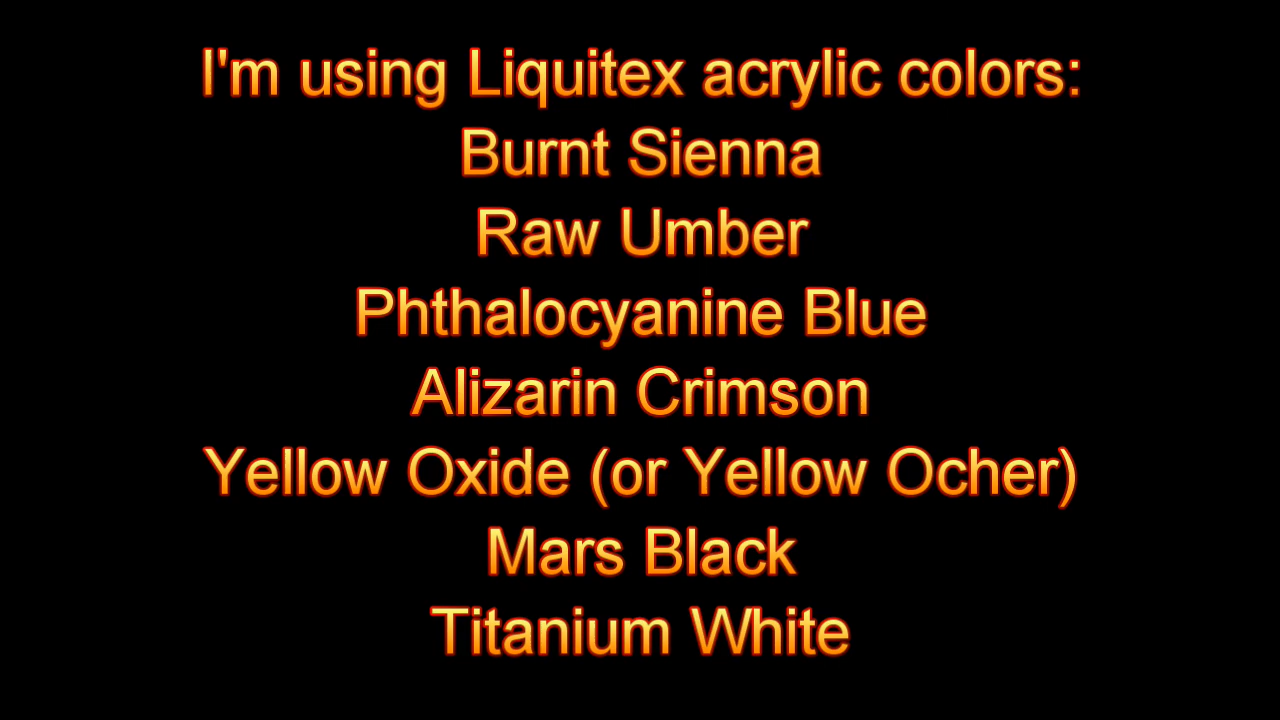 I'm using Liquitex acrylic colors:
Burnt Sienna
Raw Umber
Phthalocyanine Blue
Alizarin Crimson
Yellow Oxide (or Yellow Ocher)
Mars Black
Titanium White